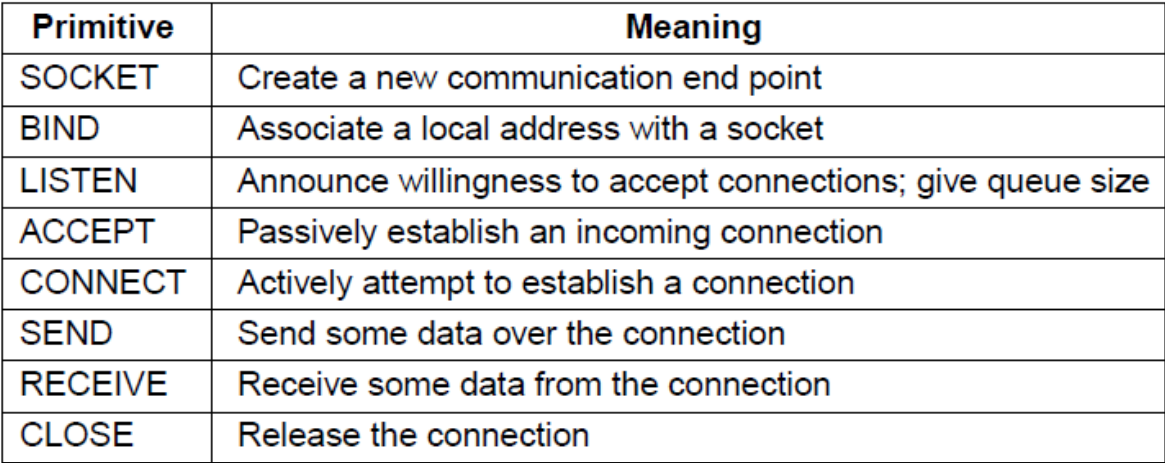 Primitive Meaning
SOCKET Create a new communication end point
BIND Associate a local address with a socket
LISTEN Announce willingness to accept connections; give queue size
ACCEPT Passively establish an incoming connection
CONNECT Actively attempt to establish a connection
SEND Send some data over the connection
RECEIVE Receive some data from the connection
CLOSE Release the connection